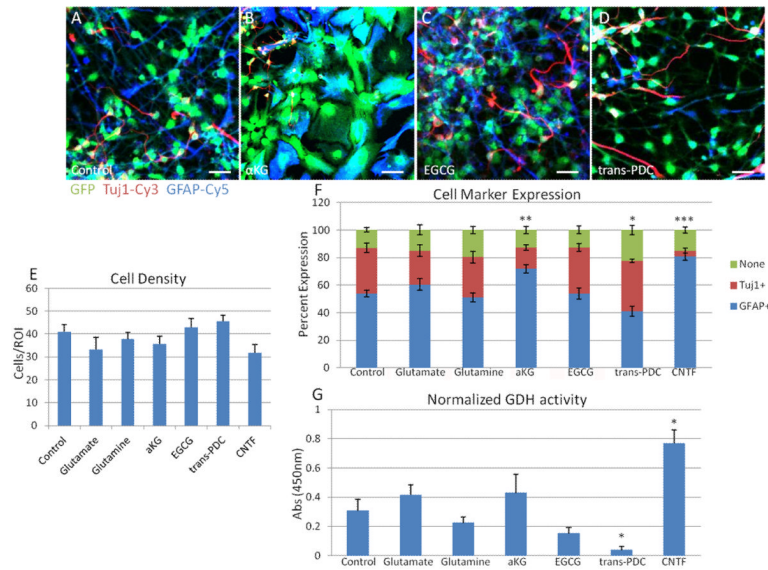 A
B
C
D
Control
αKG
EGCG
trans-PDC
GFP Tuj1-Cy3 GFAP-Cy5
E
Cell Density
Cells/ROI
60
50
40
30
20
10
0
Control
Glutamate
Glutamine
aKG
EGCG
trans-PDC
CNTF
F
Cell Marker Expression
Percent Expression
120
100
80
60
40
20
0
**
*
***
None
Tuj1+
GFAP+
Control Glutamate Glutamine aKG EGCG trans-PDC CNTF
G
Normalized GDH activity
Abs (450nm)
1
0.8
0.6
0.4
0.2
0
*
*
Control Glutamate Glutamine aKG EGCG trans-PDC CNTF